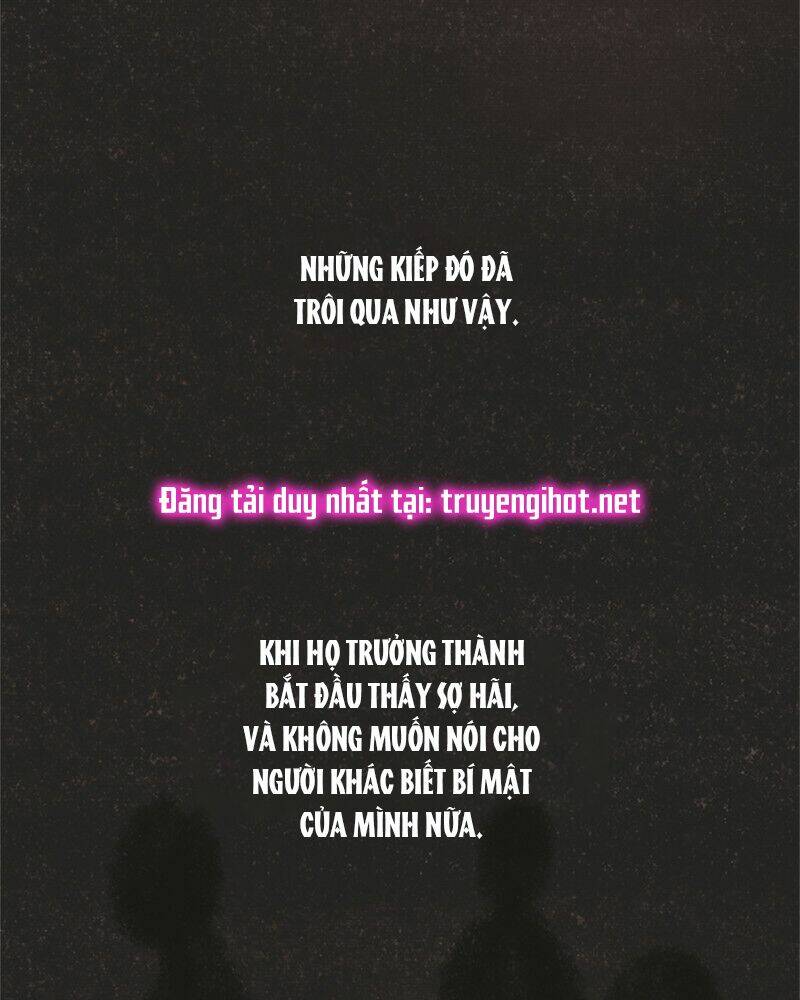 NHỮNG KIẾP ĐÓ ĐÃ
TRÔI QUA NHƯ VẬY.
Đăng tải duy nhất tại: truyengihot.net
KHI HỌ TRƯỞNG THÀNH
BẮT ĐẦU THẤY SỢ HÃI,
VÀ KHÔNG MUỐN NÓI CHO
NGƯỜI KHÁC BIẾT BÍ MẬT
CỦA MÌNH NỮA.